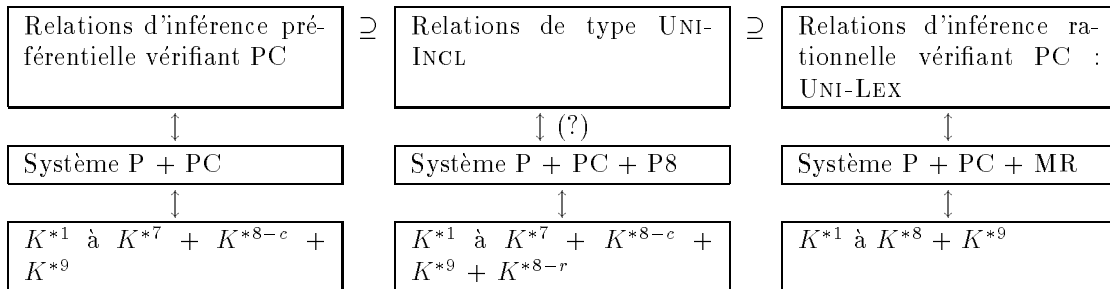 Relations d'inférence pré-
férentielle vérifiant PC
⊇
Relations de type UNI-
INCL
⊇
Relations d'inférence ra-
tionnelle vérifiant PC :
UNI-LEX
↕
↕ (?)
↕
Système P + PC
Système P + PC + P8
Système P + PC + MR
↕
↕
↕
K*1 à K*7 + K*8−c +
K*9
K*1 à K*7 + K*8−c +
K*9 + K*8−r
K*1 à K*8 + K*9